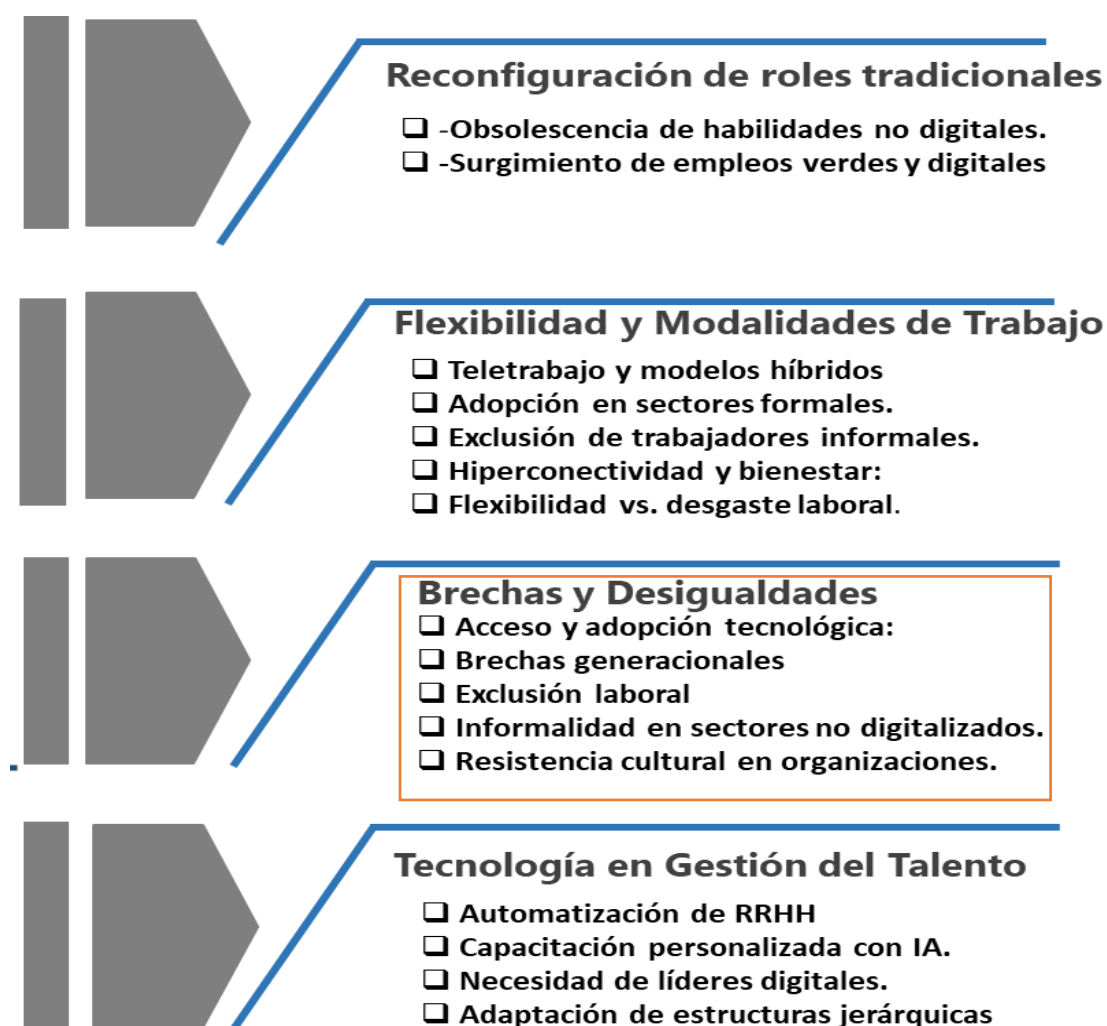 Reconfiguración de roles tradicionales
❑ -Obsolescencia de habilidades no digitales.
❑ -Surgimiento de empleos verdes y digitales
Flexibilidad y Modalidades de Trabajo
❑ Teletrabajo y modelos híbridos
❑ Adopción en sectores formales.
❑ Exclusión de trabajadores informales.
❑ Hiperconectividad y bienestar:
❑ Flexibilidad vs. desgaste laboral.
Brechas y Desigualdades
❑ Acceso y adopción tecnológica:
❑ Brechas generacionales
❑ Exclusión laboral
❑ Informalidad en sectores no digitalizados.
❑ Resistencia cultural en organizaciones.
Tecnología en Gestión del Talento
❑ Automatización de RRHH
❑ Capacitación personalizada con IA.
❑ Necesidad de líderes digitales.
❑ Adaptación de estructuras jerárquicas